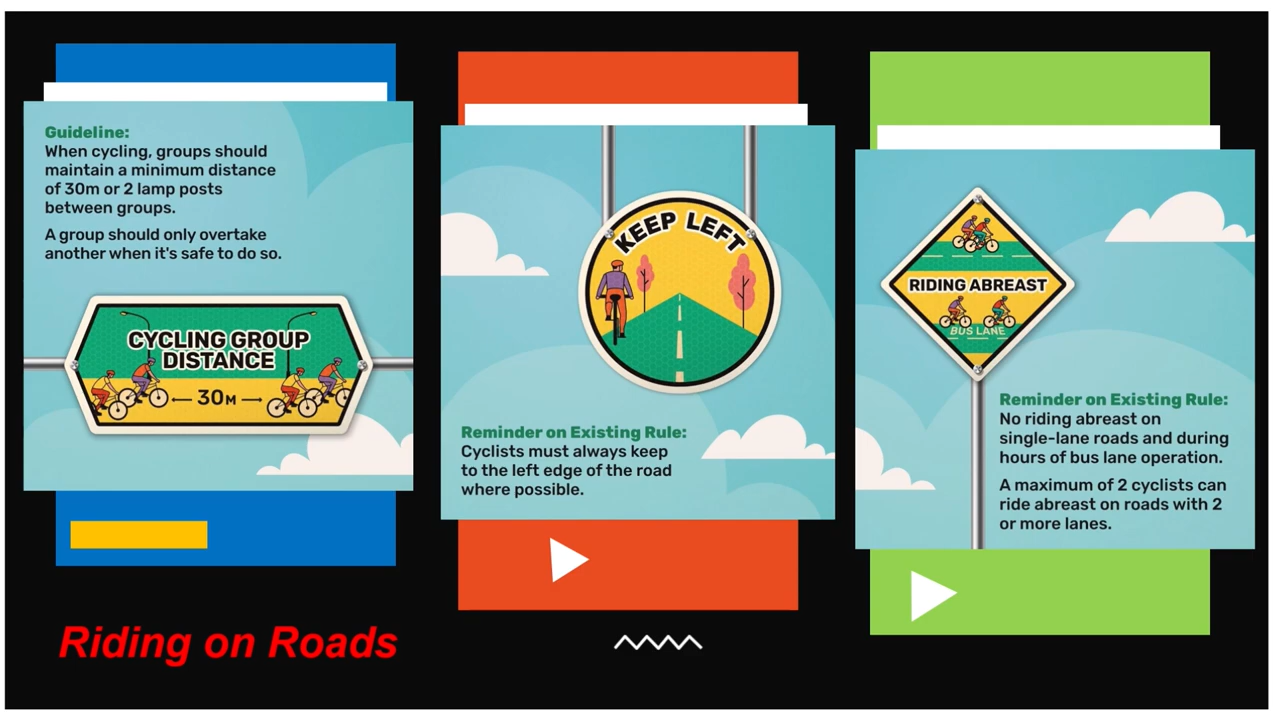 Guideline:
When cycling, groups should
maintain a minimum distance
of 30m or 2 lamp posts
between groups.
A group should only overtake
another when it's safe to do so.
CYCLING GROUP
DISTANCE
30M
KEEP LEFT
Reminder on Existing Rule:
Cyclists must always keep
to the left edge of the road
where possible.
RIDING ABREAST
BUS LANE
Reminder on Existing Rule:
No riding abreast on
single-lane roads and during
hours of bus lane operation.
A maximum of 2 cyclists can
ride abreast on roads with 2
or more lanes.
Riding on Roads